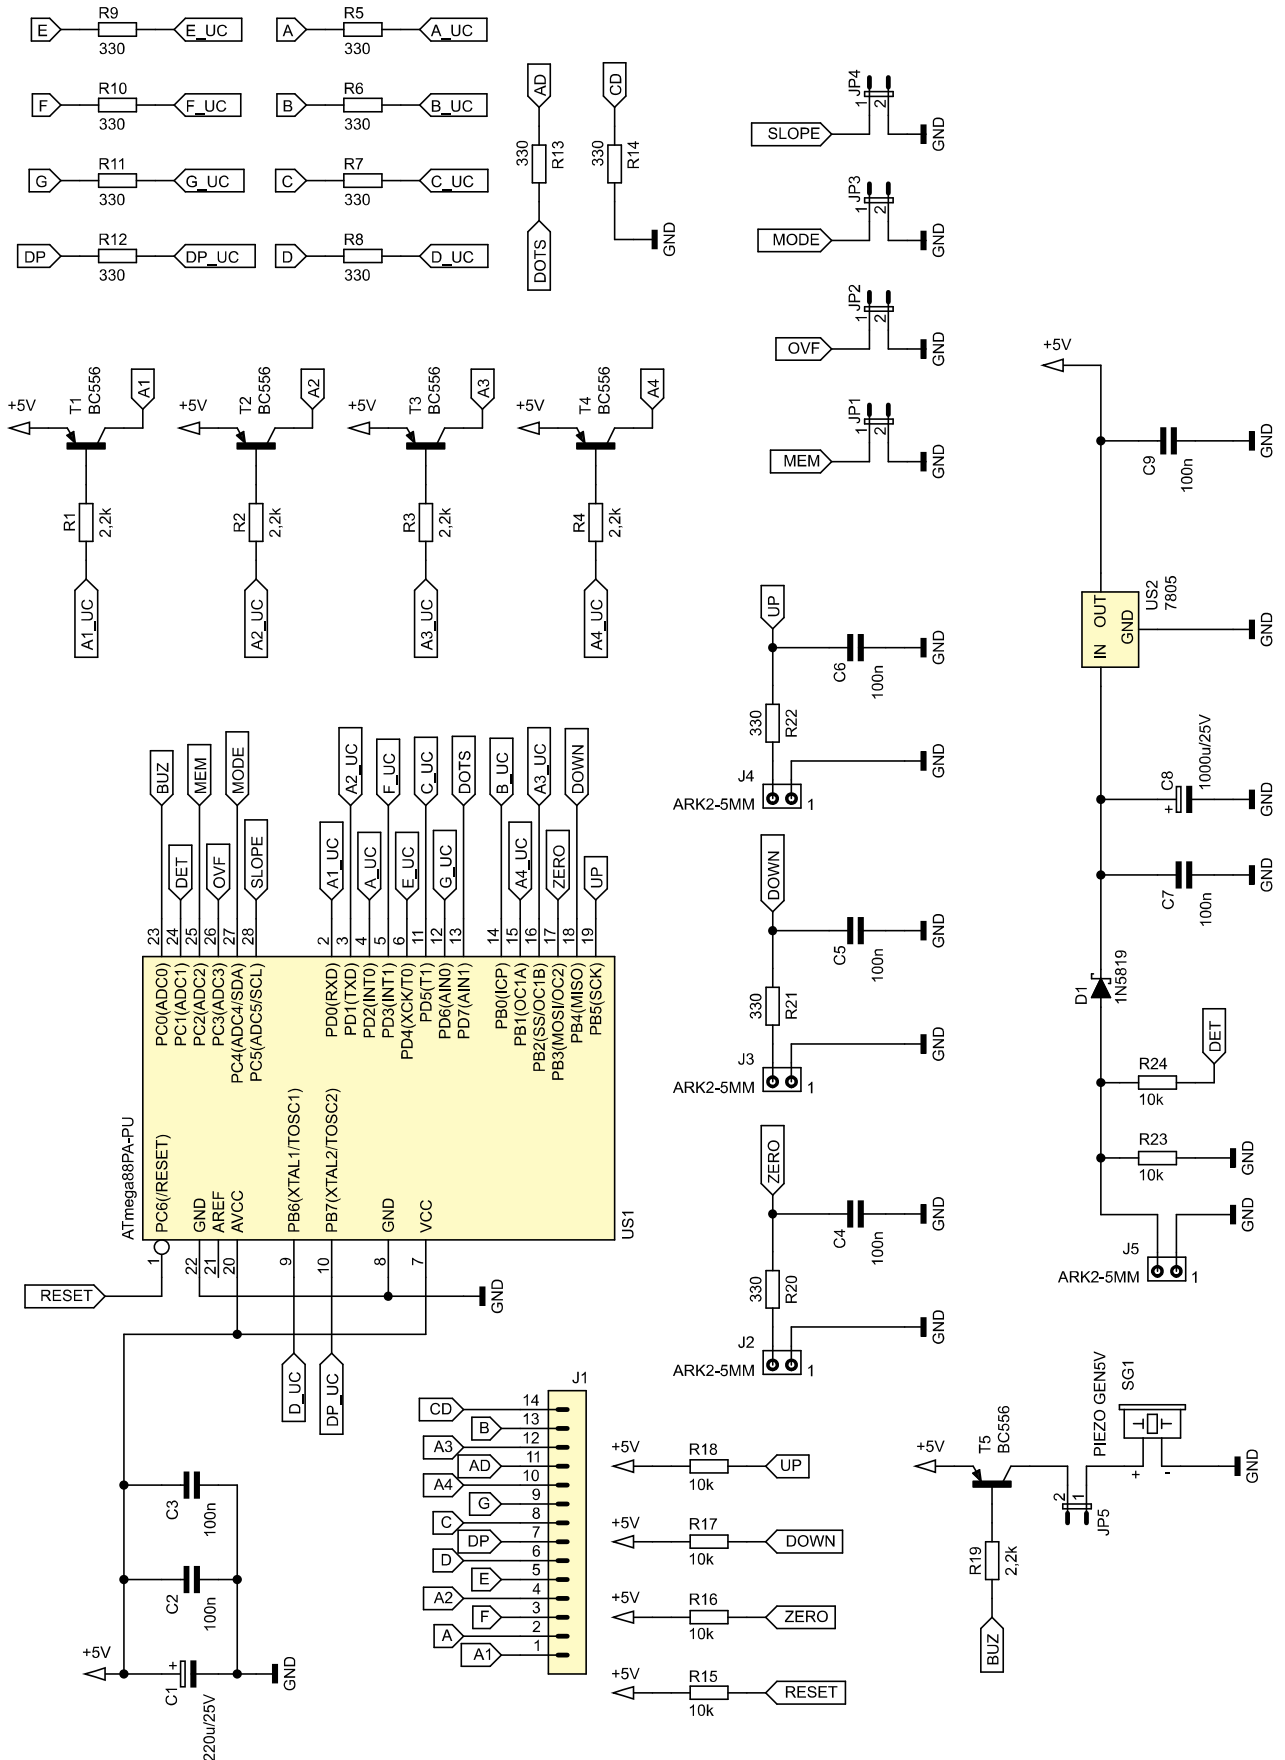 E R9 330 E_UC
A R5 330 A_UC
F R10 330 F_UC
B R6 330 B_UC
G R11 330 G_UC
C R7 330 C_UC
DP R12 330 DP_UC
D R8 330 D_UC
AD 330 R13 DOTS
CD 330 R14 GND
SLOPE 1 2 JP4 GND
MODE 1 2 JP3 GND
OVF 1 2 JP2 GND
MEM 1 2 JP1 GND
+5V T1 BC556 A1
R1 2,2k A1_UC
+5V T2 BC556 A2
R2 2,2k A2_UC
+5V T3 BC556 A3
R3 2,2k A3_UC
+5V T4 BC556 A4
R4 2,2k A4_UC
+5V
C9 100n GND
US2 7805
IN OUT GND
GND
C8 + 1000u/25V GND
C7 100n GND
D1 1N5819
R24 10k DET
R23 10k GND
J5 ARK2-5MM 1 GND
UP
C6 100n GND
330 R22
J4 ARK2-5MM 1 GND
DOWN
C5 100n GND
330 R21
J3 ARK2-5MM 1 GND
ZERO
C4 100n GND
330 R20
J2 ARK2-5MM 1 GND
ATmega88PA-PU
US1
BUZ 23 PC0(ADC0)
DET 24 PC1(ADC1)
MEM 25 PC2(ADC2)
OVF 26 PC3(ADC3)
MODE 27 PC4(ADC4/SDA)
SLOPE 28 PC5(ADC5/SCL)
A1_UC 2 PD0(RXD)
A2_UC 3 PD1(TXD)
A_UC 4 PD2(INT0)
F_UC 5 PD3(INT1)
E_UC 6 PD4(XCK/T0)
C_UC 11 PD5(T1)
G_UC 12 PD6(AIN0)
DOTS 13 PD7(AIN1)
B_UC 14 PB0(ICP)
A4_UC 15 PB1(OC1A)
A3_UC 16 PB2(SS/OC1B)
ZERO 17 PB3(MOSI/OC2)
DOWN 18 PB4(MISO)
UP 19 PB5(SCK)
PC6(/RESET) 1 RESET
GND 22
AREF 21
AVCC 20
PB6(XTAL1/TOSC1) 9 D_UC
PB7(XTAL2/TOSC2) 10 DP_UC
GND 8 GND
VCC 7
C3 100n
C2 100n
+5V C1 + 220u/25V GND
J1
CD 14
B 13
A3 12
AD 11
A4 10
G 9
C 8
DP 7
D 6
E 5
A2 4
F 3
A 2
A1 1
+5V R18 10k UP
+5V R17 10k DOWN
+5V R16 10k ZERO
+5V R15 10k RESET
+5V T5 BC556
R19 2,2k BUZ
2 1 JP5
PIEZO GEN5V SG1
+ -
GND